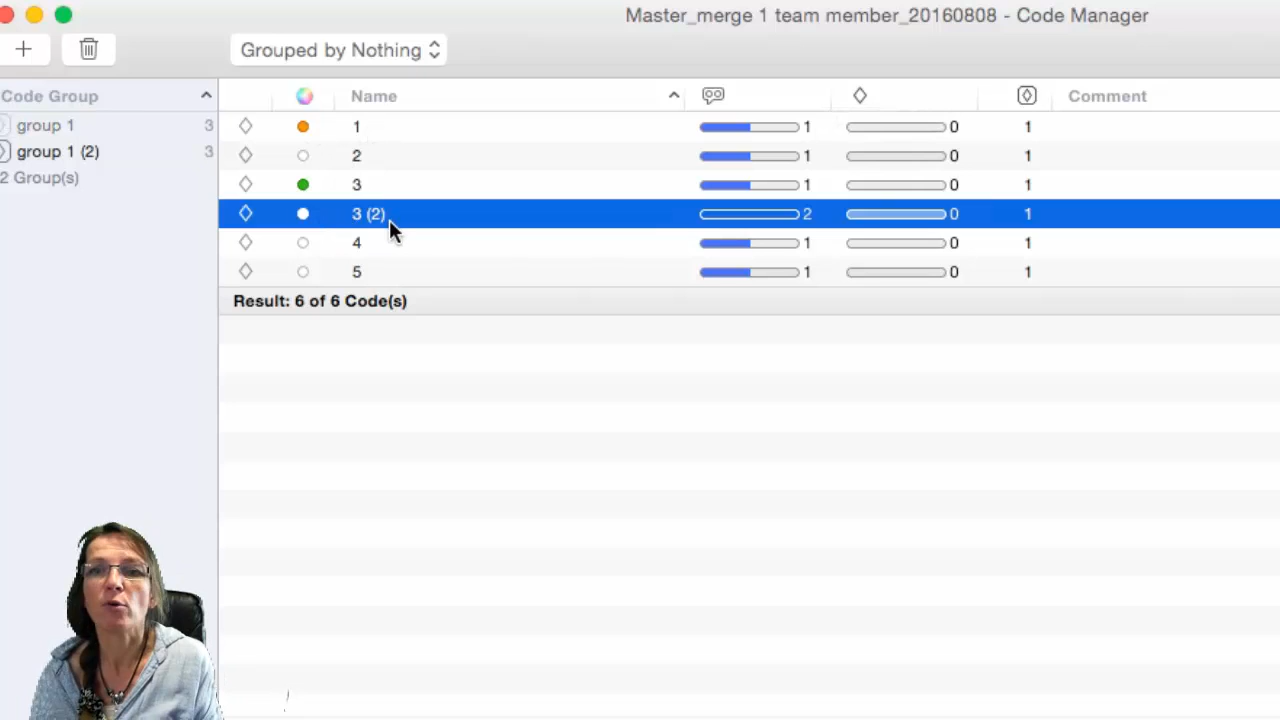 Master_merge 1 team member_20160808 - Code Manager
Grouped by Nothing
Code Group
Name Comment
group 1 3
group 1 (2) 3
2 Group(s)
1 1 0 1
2 1 0 1
3 1 0 1
3 (2) 2 0 1
4 1 0 1
5 1 0 1
Result: 6 of 6 Code(s)